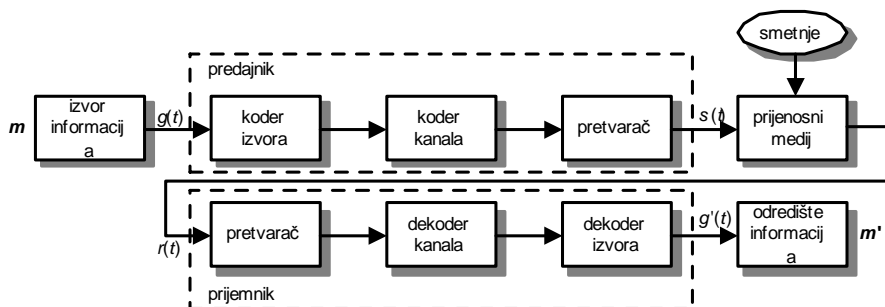 smetnje
predajnik
m
izvor
informacij
a
g(t)
koder
izvora
koder
kanala
pretvarač
s(t)
prijenosni
medij
r(t)
pretvarač
dekoder
kanala
dekoder
izvora
g'(t)
odredište
informacij
a
m'
prijemnik